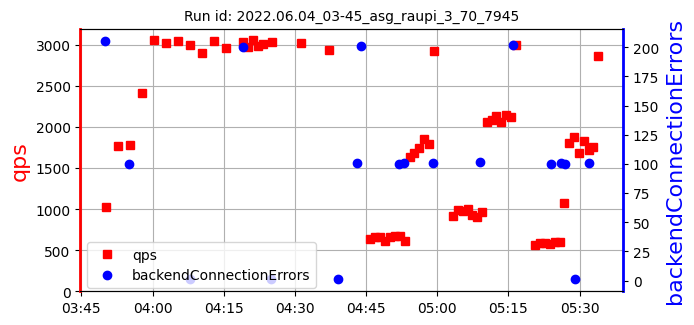 Run id: 2022.06.04_03-45_asg_raupi_3_70_7945
3000
2500
2000
1500
1000
500
0
qps
200
175
150
125
100
75
50
25
0
backendConnectionErrors
qps
backendConnectionErrors
03:45 04:00 04:15 04:30 04:45 05:00 05:15 05:30